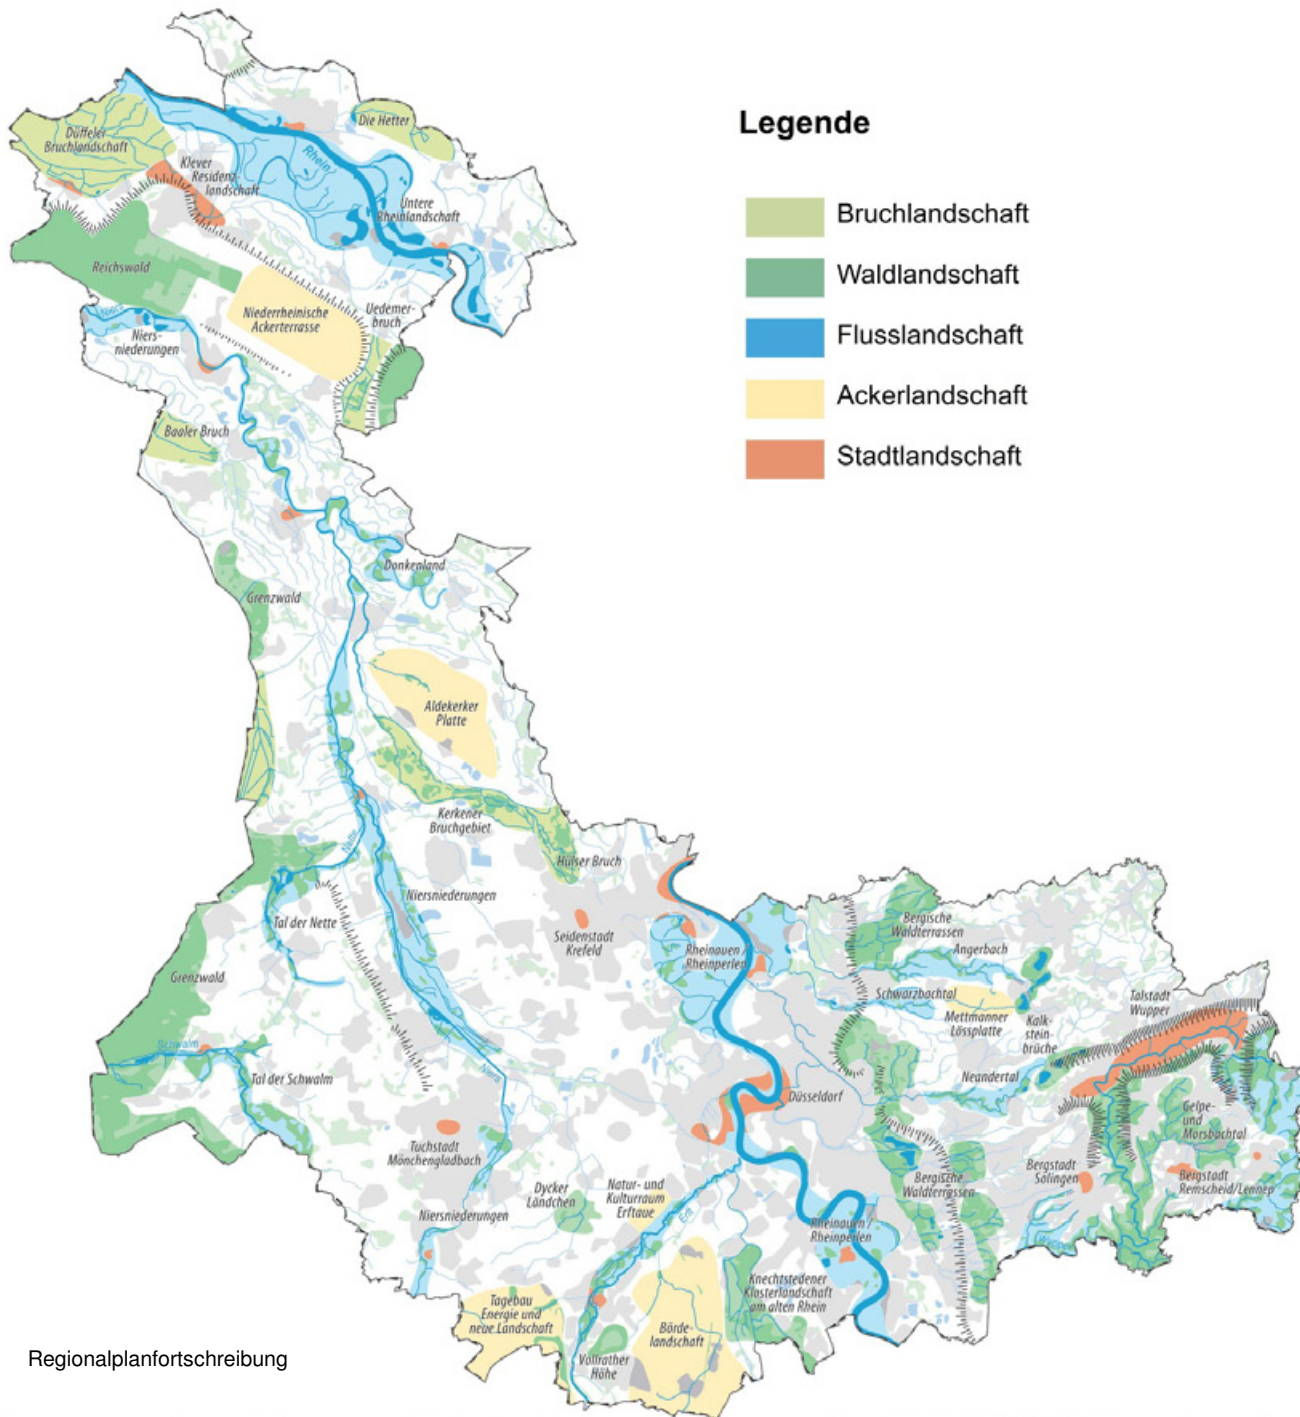 Legende
Bruchlandschaft
Waldlandschaft
Flusslandschaft
Ackerlandschaft
Stadtlandschaft
Düffeler
Bruchlandschaft
Klever
Residenz-
landschaft
Rhein
Die Hetter
Untere
Rheinlandschaft
Reichswald
Niederrheinische
Ackerterrasse
Uedemer-
bruch
Niers
Niers-
niederungen
Baaler Bruch
Donkenland
Grenzwald
Aldekerker
Platte
Kerkener
Bruchgebiet
Hülser Bruch
Nette
Niersniederungen
Tal der Nette
Seidenstadt
Krefeld
Rheinauen /
Rheinperlen
Bergische
Waldterrassen
Angerbach
Schwarzbachtal
Mettmanner
Lössplatte
Kalk-
stein-
brüche
Talstadt
Wupper
Grenzwald
Schwalm
Tal der Schwalm
Niers
Neandertal
Düsseldorf
Gelpe-
und
Morsbachtal
Tuchstadt
Mönchengladbach
Bergstadt
Solingen
Bergstadt
Remscheid/Lennep
Bergische
Waldterrassen
Dycker
Ländchen
Natur- und
Kulturraum
Erftaue
Erft
Niersniederungen
Rheinauen /
Rheinperlen
Wupper
Knechtstedener
Klosterlandschaft
am alten Rhein
Tagebau
Energie und
neue Landschaft
Börde-
landschaft
Vollrather
Höhe
Regionalplanfortschreibung